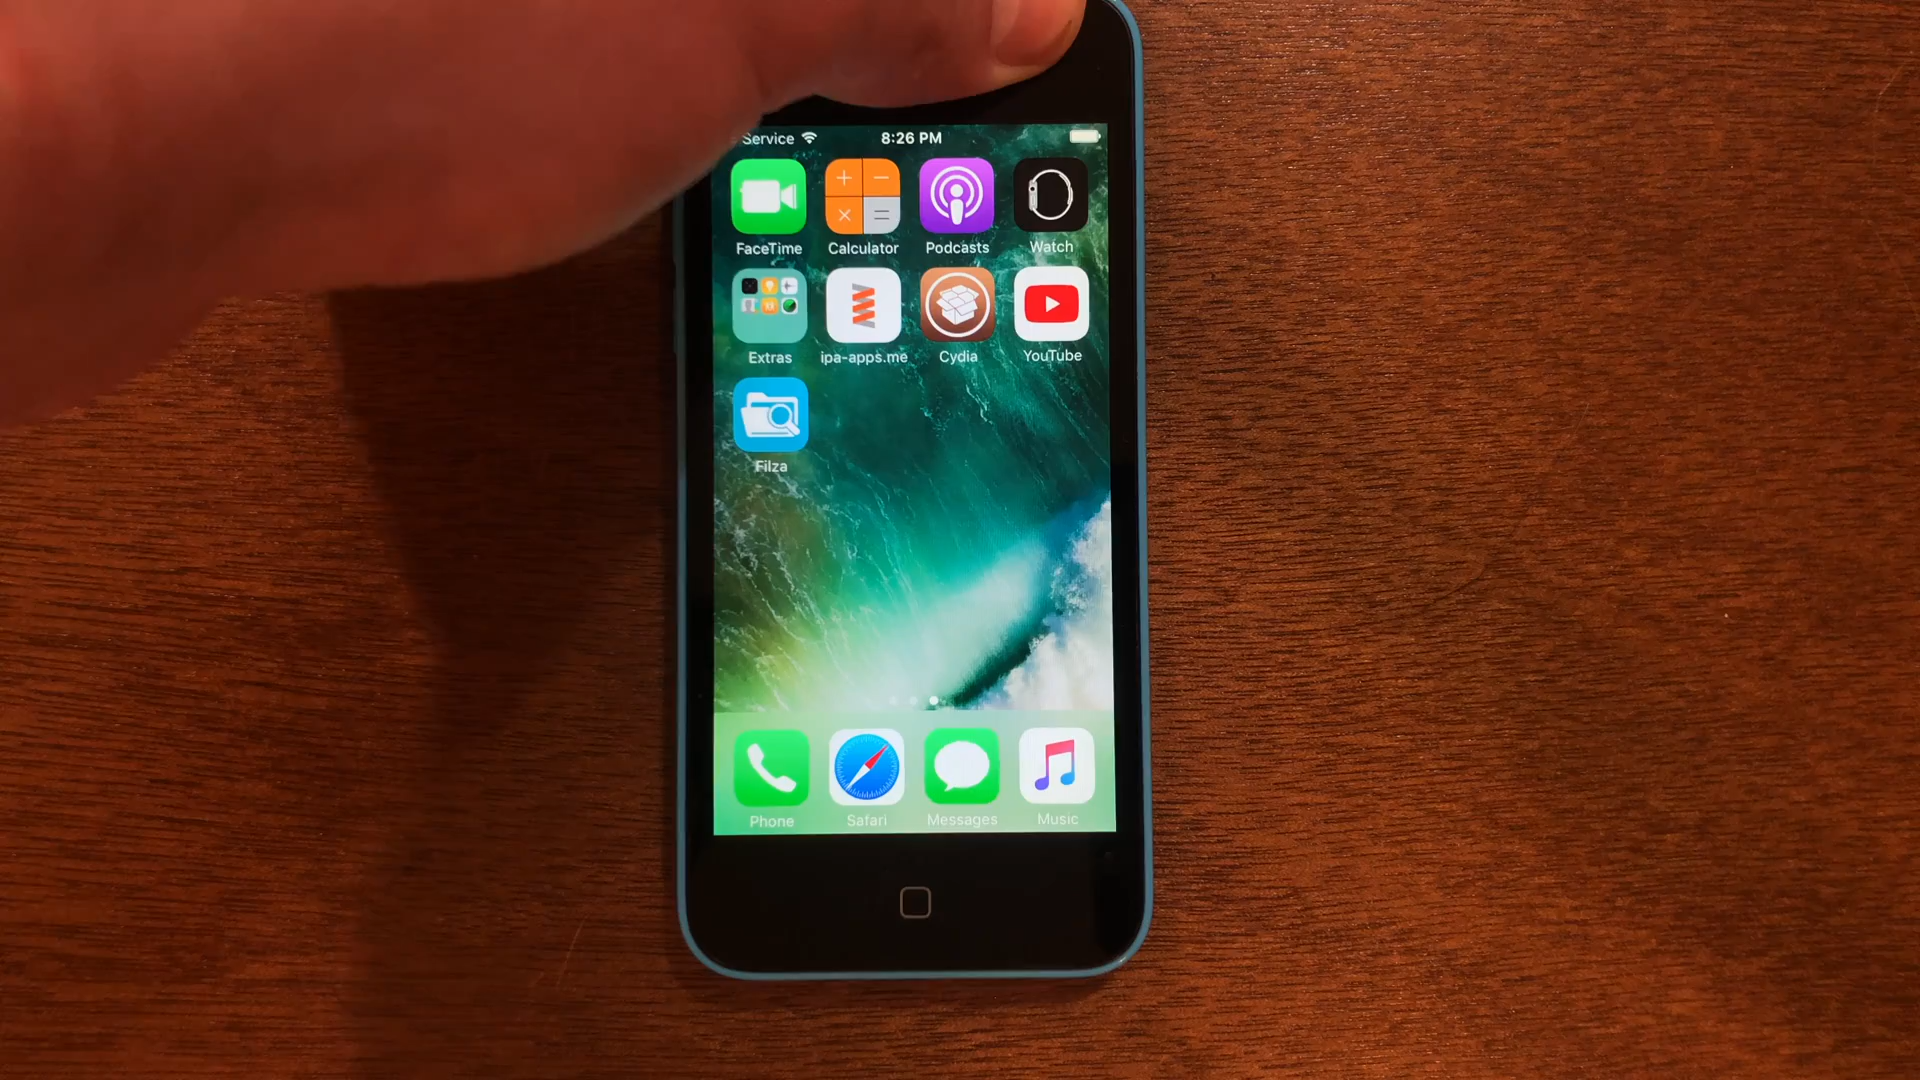 Service 8:26 PM
FaceTime Calculator Podcasts Watch
Extras ipa-apps.me Cydia YouTube
Filza
Phone Safari Messages Music